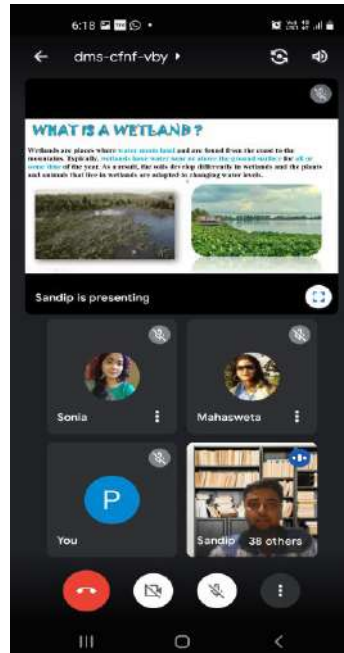 6:18
dms-cfnf-vby
WHAT IS A WETLAND ?
Wetlands are places where water meets land and are found from the coast to the
mountains. Typically, wetlands have water near or above the ground surface for all or
some time of the year. As a result, the soils develop differently in wetlands and the plants
and animals that live in wetlands are adapted to changing water levels.
Sandip is presenting
Sonia
Mahasweta
P
You
Sandip
38 others